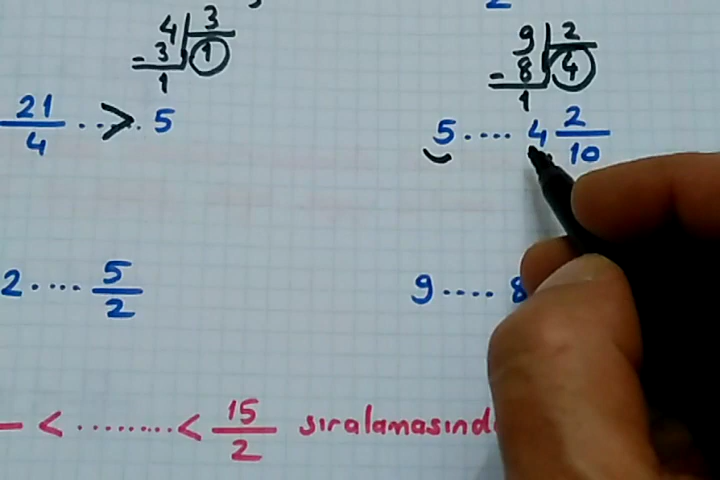 4 | 3
- 3 | 1
1
9 | 2
- 8 | 4
1
21/4 ..>. 5
5 .... 4 2/10
2 .... 5/2
9 .... 8
< ......... < 15/2